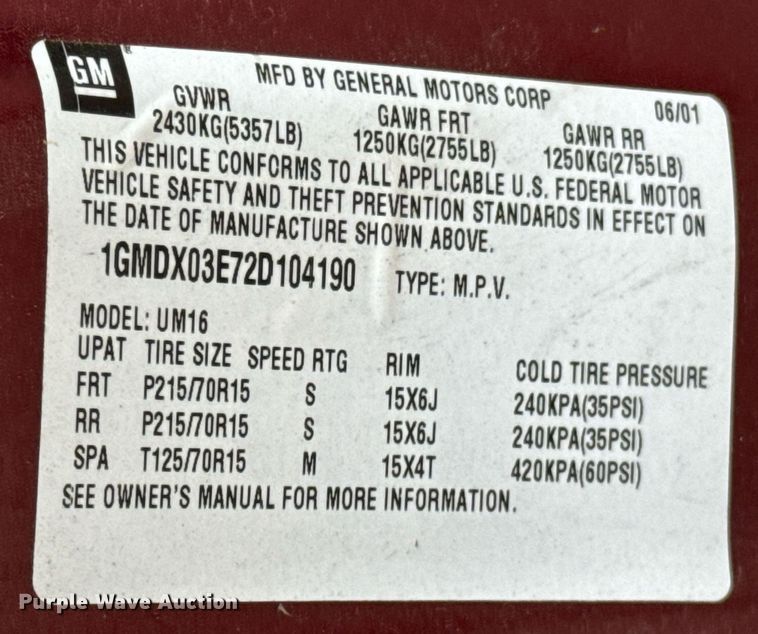 GM
MFD BY GENERAL MOTORS CORP 06/01
GVWR GAWR FRT GAWR RR
2430KG(5357LB) 1250KG(2755LB) 1250KG(2755LB)
THIS VEHICLE CONFORMS TO ALL APPLICABLE U.S. FEDERAL MOTOR
VEHICLE SAFETY AND THEFT PREVENTION STANDARDS IN EFFECT ON
THE DATE OF MANUFACTURE SHOWN ABOVE.
1GMDX03E72D104190 TYPE: M.P.V.
MODEL: UM16
UPAT TIRE SIZE SPEED RTG RIM COLD TIRE PRESSURE
FRT P215/70R15 S 15X6J 240KPA(35PSI)
RR P215/70R15 S 15X6J 240KPA(35PSI)
SPA T125/70R15 M 15X4T 420KPA(60PSI)
SEE OWNER'S MANUAL FOR MORE INFORMATION.
Purple Wave Auction